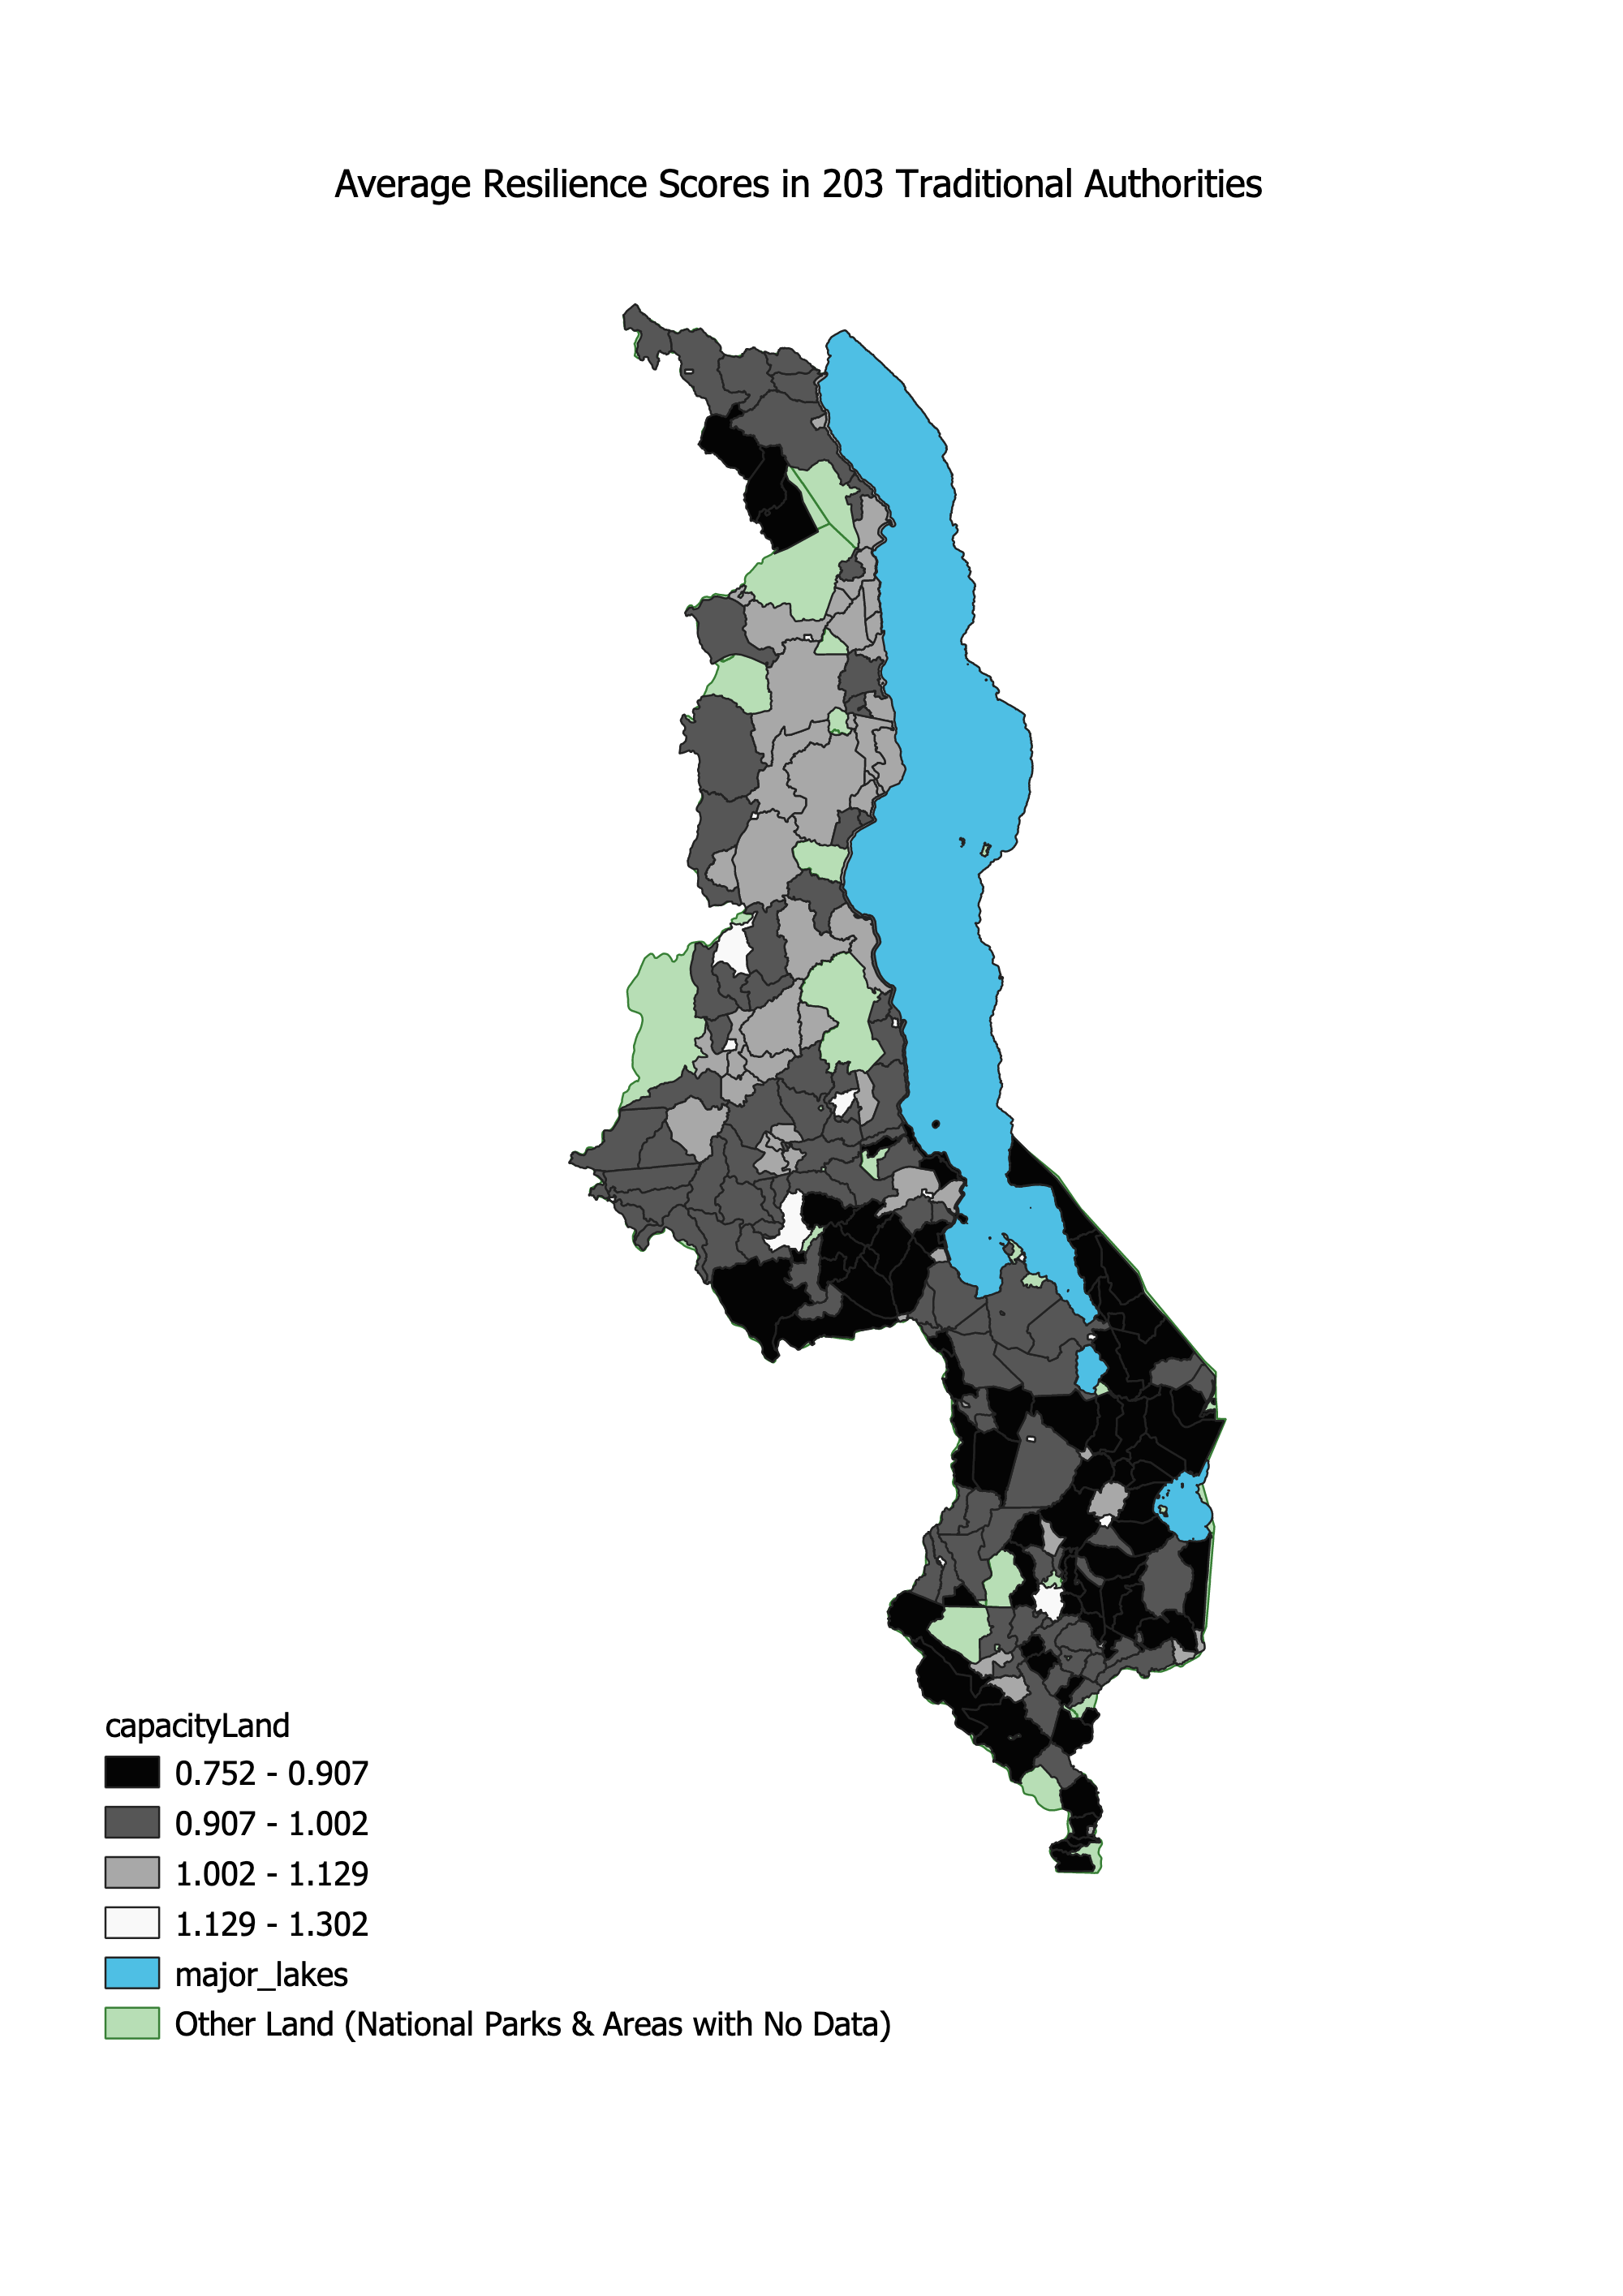 Average Resilience Scores in 203 Traditional Authorities
capacityLand
0.752 - 0.907
0.907 - 1.002
1.002 - 1.129
1.129 - 1.302
major_lakes
Other Land (National Parks & Areas with No Data)